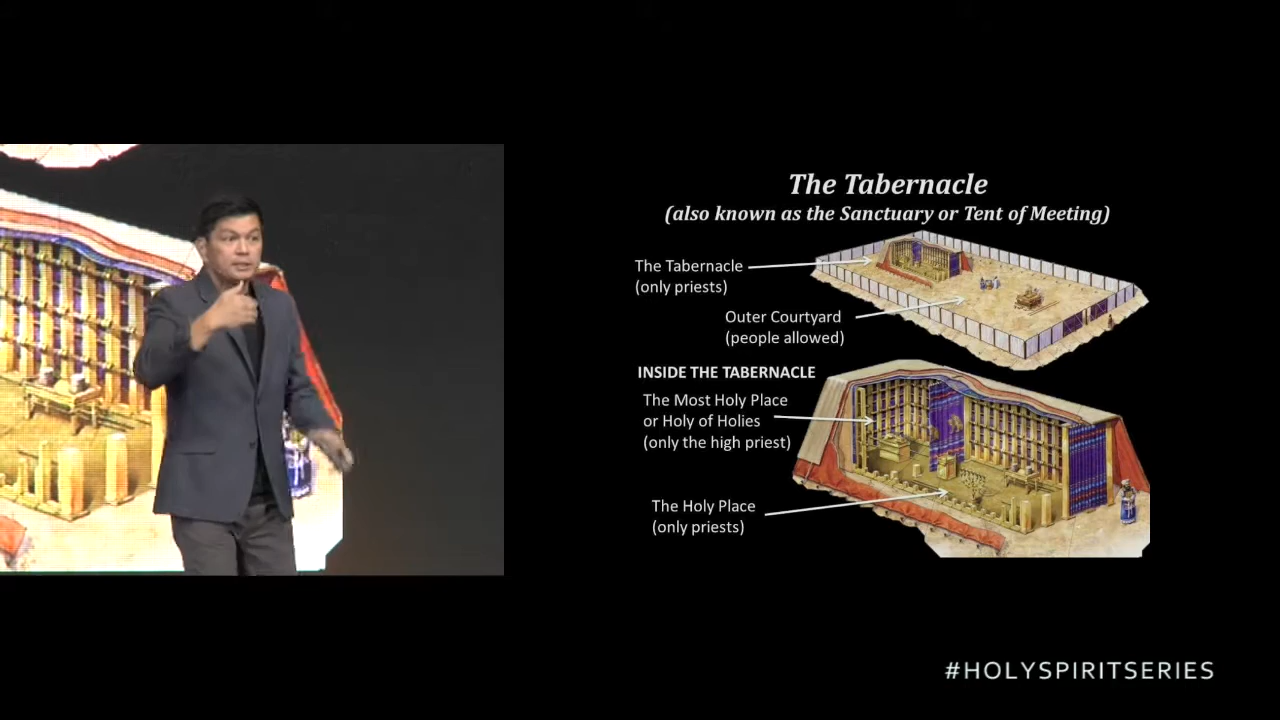 The Tabernacle
(also known as the Sanctuary or Tent of Meeting)
The Tabernacle
(only priests)
Outer Courtyard
(people allowed)
INSIDE THE TABERNACLE
The Most Holy Place
or Holy of Holies
(only the high priest)
The Holy Place
(only priests)
#HOLYSPIRITSERIES